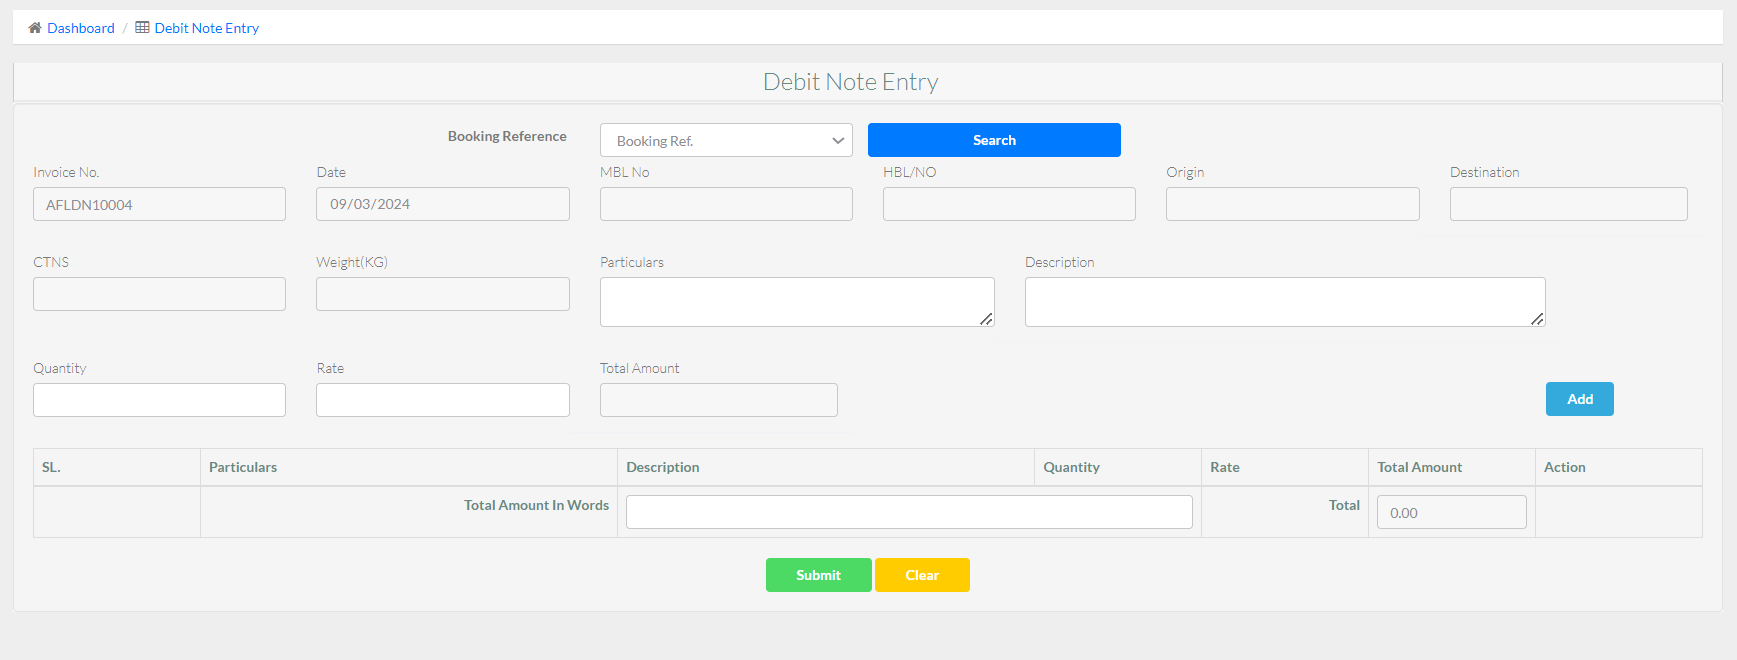 Dashboard / Debit Note Entry
Debit Note Entry
Booking Reference Booking Ref. Search
Invoice No. Date MBL No HBL/NO Origin Destination
AFLDN10004 09/03/2024
CTNS Weight(KG) Particulars Description
Quantity Rate Total Amount
Add
SL. Particulars Description Quantity Rate Total Amount Action
Total Amount In Words Total 0.00
Submit Clear